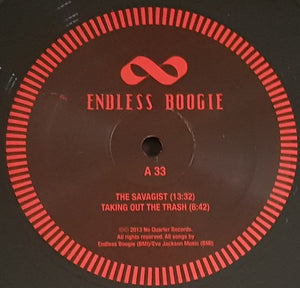 ENDLESS BOOGIE
A 33
THE SAVAGIST (13:32)
TAKING OUT THE TRASH (6:42)
℗© 2013 No Quarter Records.
All rights reserved. All songs by
Endless Boogie (BMI)/Eva Jackson Music (BMI)